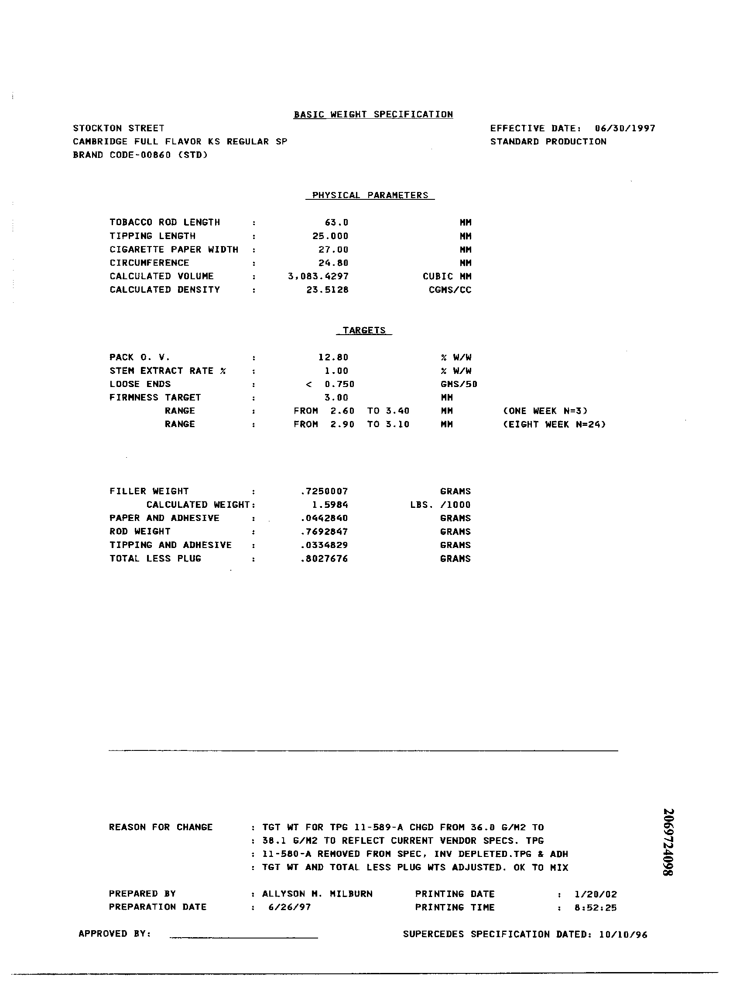 BASIC WEIGHT SPECIFICATION
STOCKTON STREET EFFECTIVE DATE: 06/30/1997
CAMBRIDGE FULL FLAVOR KS REGULAR SP STANDARD PRODUCTION
BRAND CODE-00860 (STD)
PHYSICAL PARAMETERS
TOBACCO ROD LENGTH : 63.0 MM
TIPPING LENGTH : 25.000 MM
CIGARETTE PAPER WIDTH : 27.00 MM
CIRCUMFERENCE : 24.80 MM
CALCULATED VOLUME : 3,083.4297 CUBIC MM
CALCULATED DENSITY : 23.5128 CGMS/CC
TARGETS
PACK O. V. : 12.80 % W/W
STEM EXTRACT RATE % : 1.00 % W/W
LOOSE ENDS : < 0.750 GMS/50
FIRMNESS TARGET : 3.00 MM
RANGE : FROM 2.60 TO 3.40 MM (ONE WEEK N=3)
RANGE : FROM 2.90 TO 3.10 MM (EIGHT WEEK N=24)
FILLER WEIGHT : .7250007 GRAMS
CALCULATED WEIGHT: 1.5984 LBS. /1000
PAPER AND ADHESIVE : .0442840 GRAMS
ROD WEIGHT : .7692847 GRAMS
TIPPING AND ADHESIVE : .0334829 GRAMS
TOTAL LESS PLUG : .8027676 GRAMS
REASON FOR CHANGE : TGT WT FOR TPG 11-589-A CHGD FROM 36.0 G/M2 TO
: 38.1 G/M2 TO REFLECT CURRENT VENDOR SPECS. TPG
: 11-580-A REMOVED FROM SPEC, INV DEPLETED.TPG & ADH
: TGT WT AND TOTAL LESS PLUG WTS ADJUSTED. OK TO MIX
PREPARED BY : ALLYSON M. MILBURN PRINTING DATE : 1/20/02
PREPARATION DATE : 6/26/97 PRINTING TIME : 8:52:25
APPROVED BY: SUPERCEDES SPECIFICATION DATED: 10/10/96
2069724098